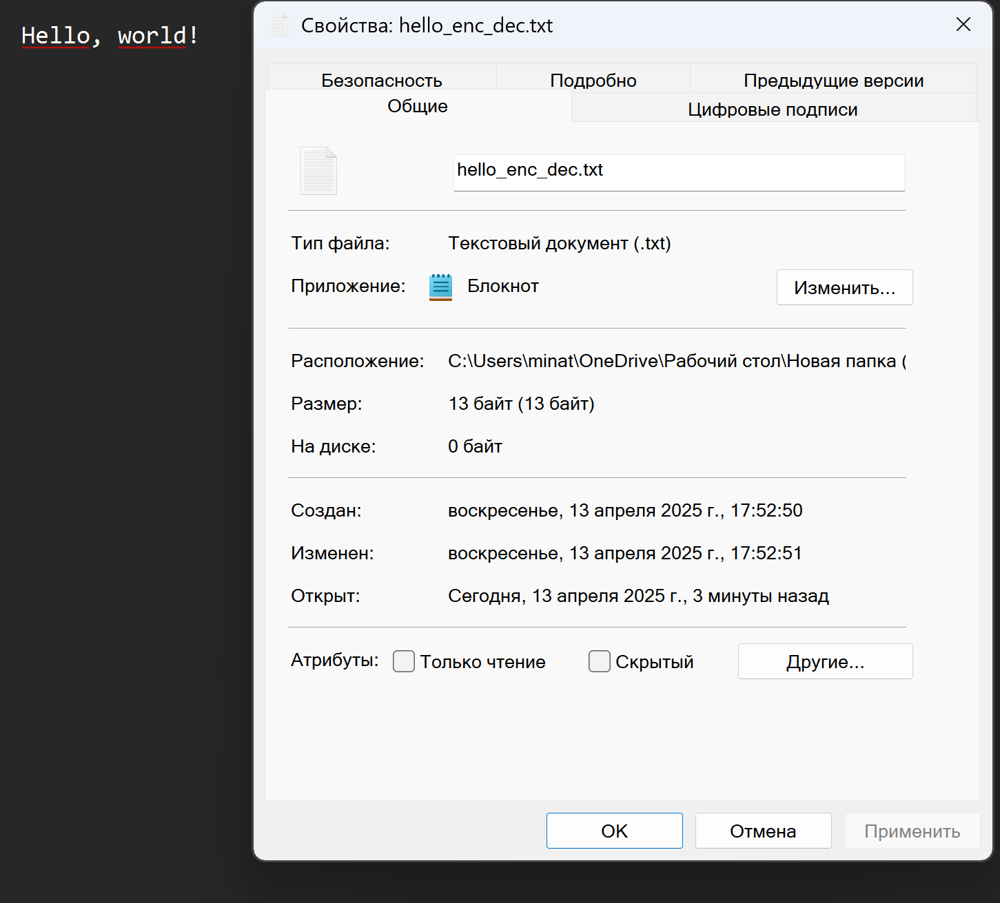 Hello, world!
Свойства: hello_enc_dec.txt
Безопасность Подробно Предыдущие версии
Общие Цифровые подписи
hello_enc_dec.txt
Тип файла: Текстовый документ (.txt)
Приложение: Блокнот Изменить...
Расположение: C:\Users\minat\OneDrive\Рабочий стол\Новая папка (
Размер: 13 байт (13 байт)
На диске: 0 байт
Создан: воскресенье, 13 апреля 2025 г., 17:52:50
Изменен: воскресенье, 13 апреля 2025 г., 17:52:51
Открыт: Сегодня, 13 апреля 2025 г., 3 минуты назад
Атрибуты: Только чтение Скрытый Другие...
OK Отмена Применить